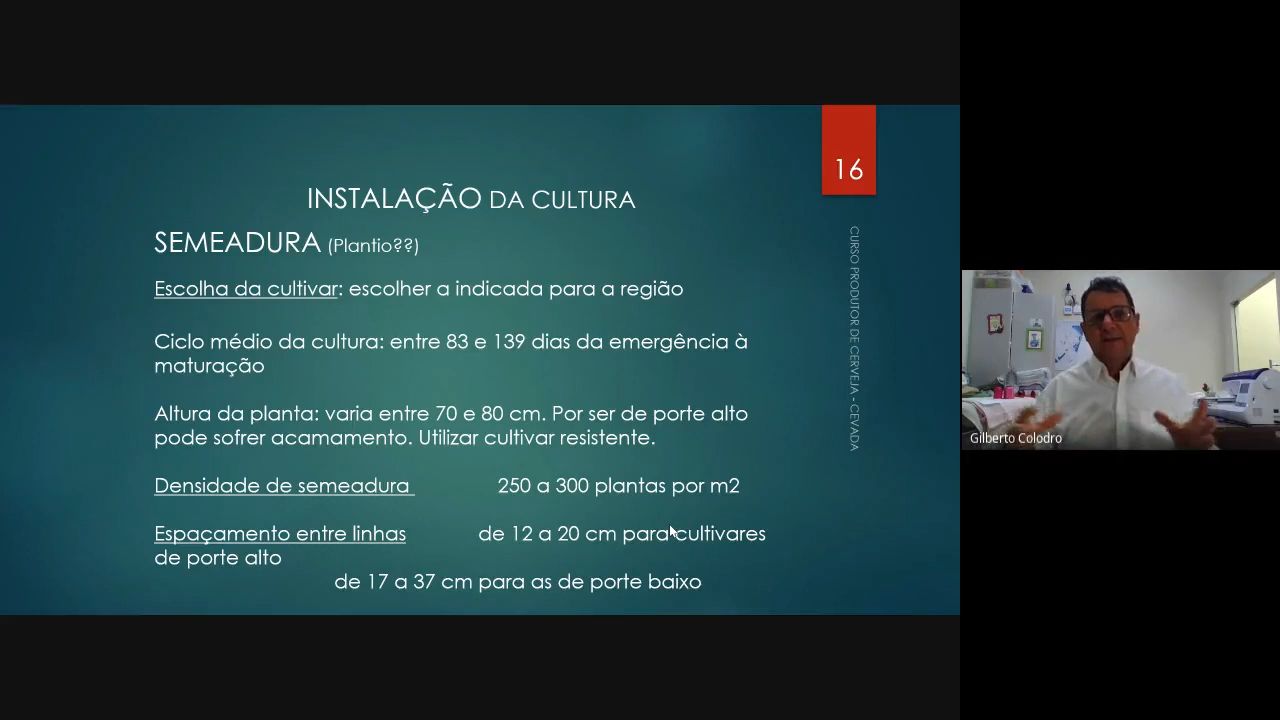 16
INSTALAÇÃO DA CULTURA
SEMEADURA (Plantio??)
Escolha da cultivar: escolher a indicada para a região
Ciclo médio da cultura: entre 83 e 139 dias da emergência à
maturação
Altura da planta: varia entre 70 e 80 cm. Por ser de porte alto
pode sofrer acamamento. Utilizar cultivar resistente.
Densidade de semeadura 250 a 300 plantas por m2
Espaçamento entre linhas de 12 a 20 cm para cultivares
de porte alto
de 17 a 37 cm para as de porte baixo
CURSO PRODUTOR DE CERVEJA - CEVADA
Gilberto Colodro